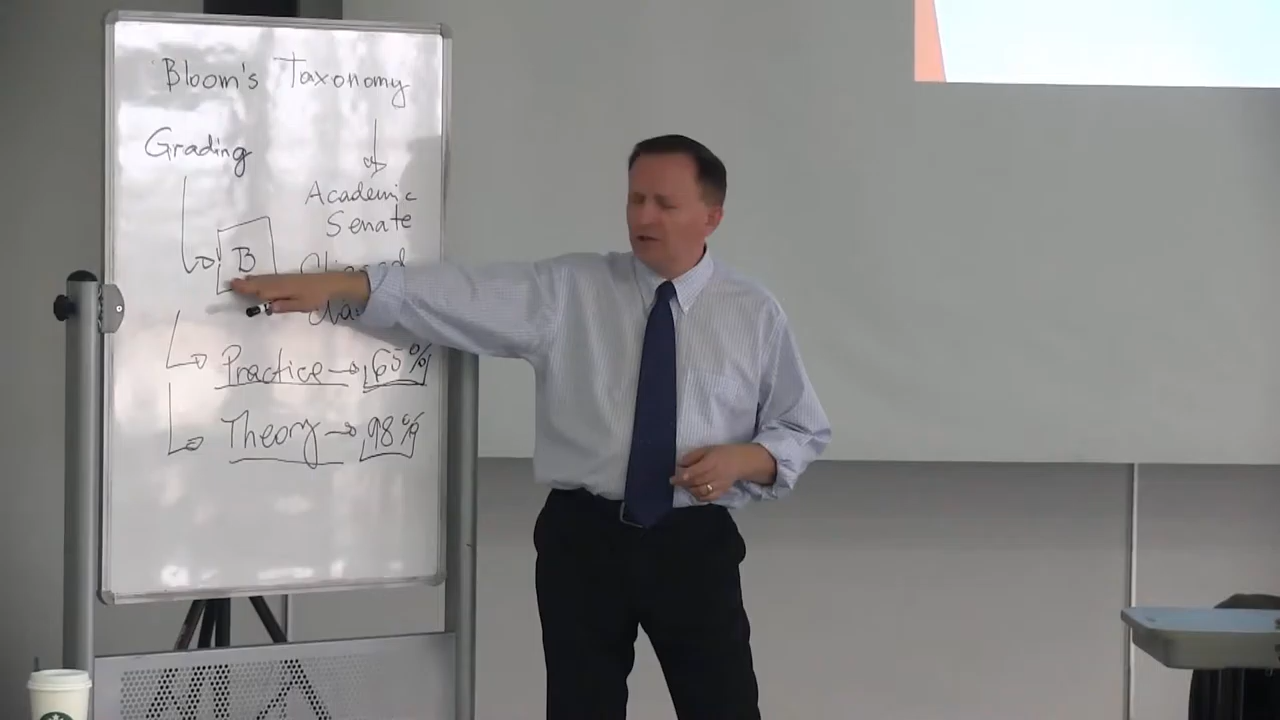 Bloom's Taxonomy
Grading
Academic
Senate
B
Practice → 65%
Theory → 98%